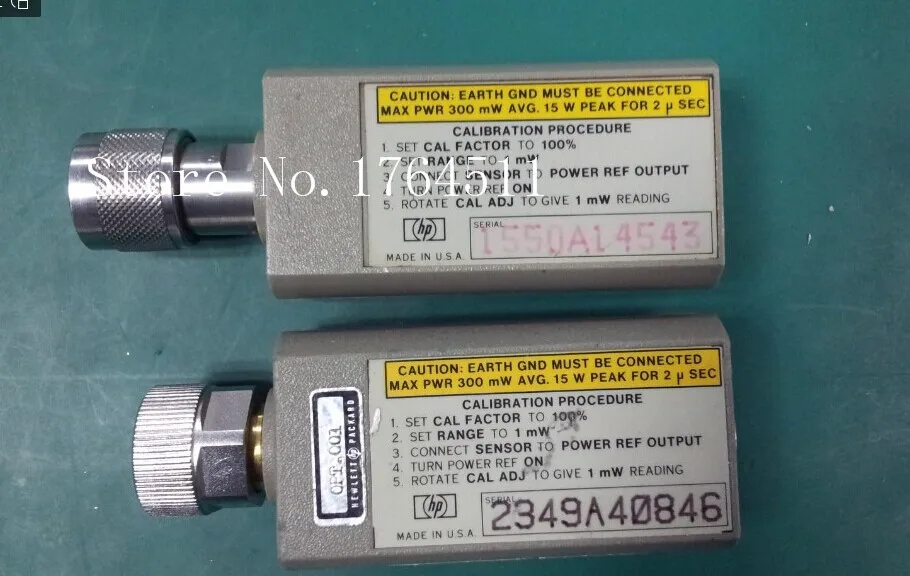 CAUTION: EARTH GND MUST BE CONNECTED
MAX PWR 300 mW AVG. 15 W PEAK FOR 2 μ SEC
CALIBRATION PROCEDURE
1. SET CAL FACTOR TO 100%
2. SET RANGE TO 1 mW
3. CONNECT SENSOR TO POWER REF OUTPUT
4. TURN POWER REF ON
5. ROTATE CAL ADJ TO GIVE 1 mW READING
hp
MADE IN U.S.A.
SERIAL
1550A14543
Store No. 1764511
CAUTION: EARTH GND MUST BE CONNECTED
MAX PWR 300 mW AVG. 15 W PEAK FOR 2 μ SEC
CALIBRATION PROCEDURE
1. SET CAL FACTOR TO 100%
2. SET RANGE TO 1 mW
3. CONNECT SENSOR TO POWER REF OUTPUT
4. TURN POWER REF ON
5. ROTATE CAL ADJ TO GIVE 1 mW READING
hp
MADE IN U.S.A.
SERIAL
2349A40846
OPT.001
HEWLETT hp PACKARD